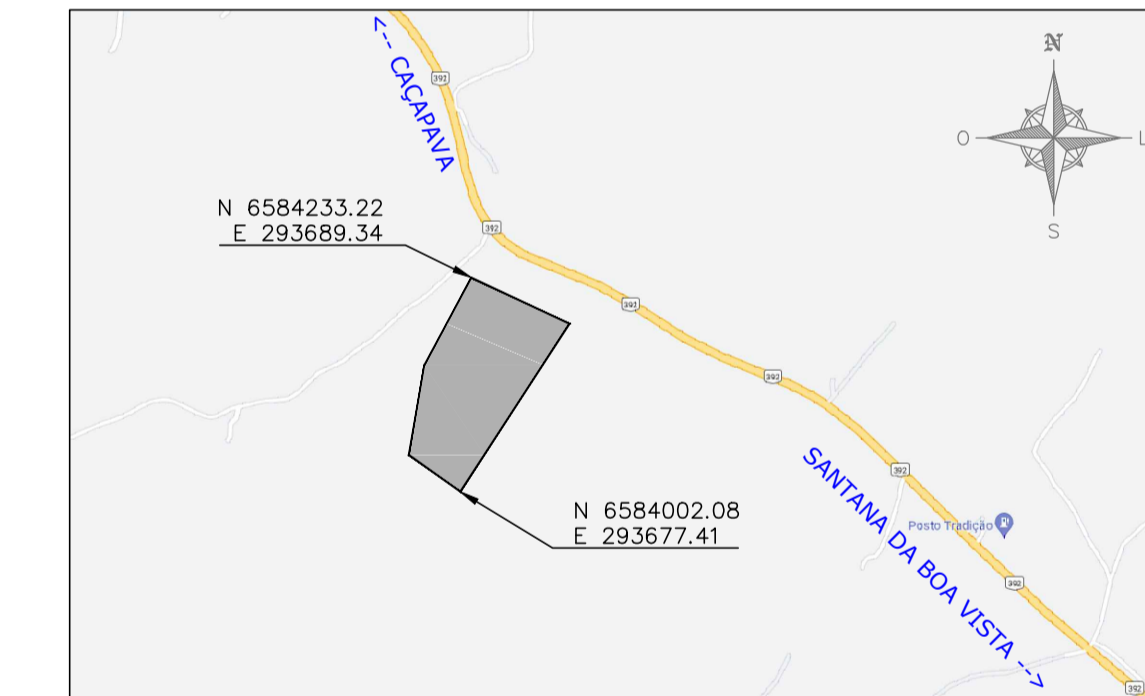 <--- CAÇAPAVA
392
N
O
L
S
N 6584233.22
E 293689.34
392
392
392
SANTANA DA BOA VISTA -->
392
Posto Tradição
N 6584002.08
E 293677.41
392
392